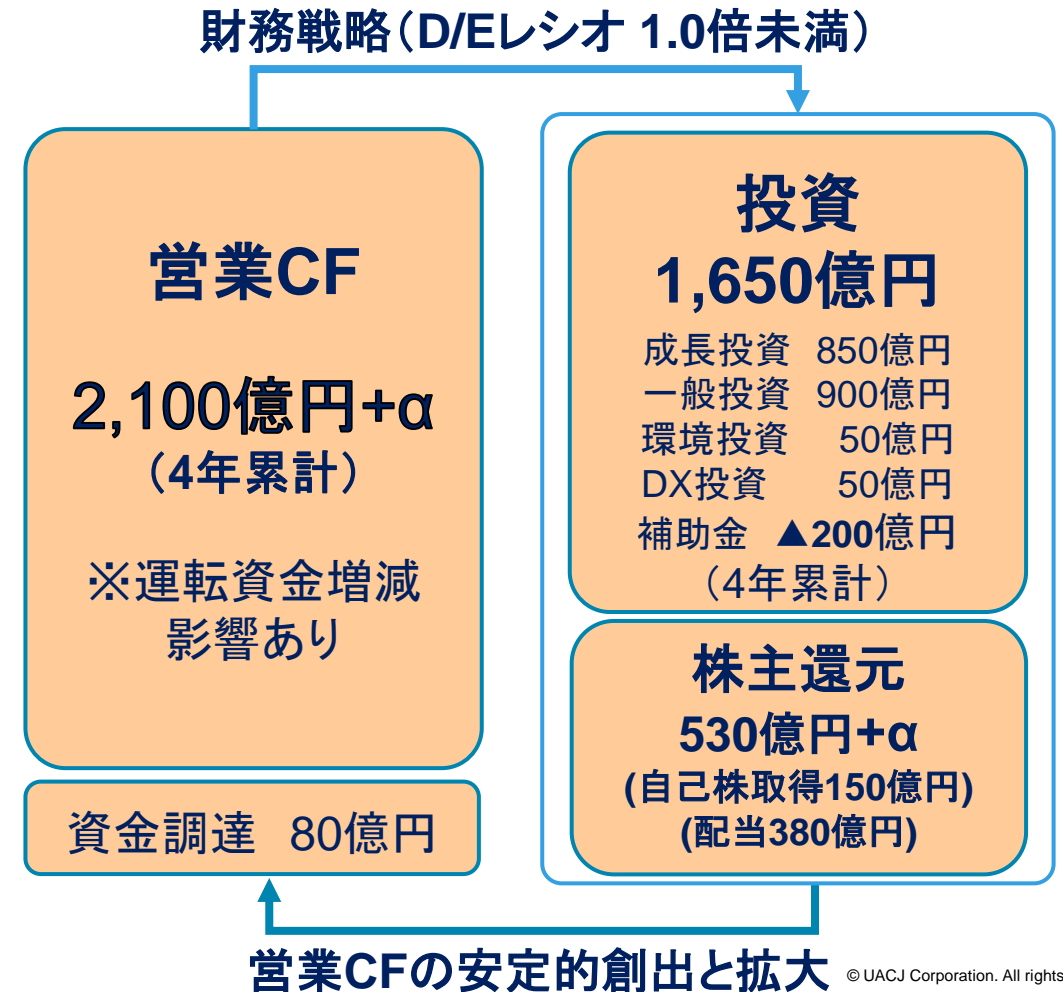 財務戦略（D/Eレシオ 1.0倍未満）
営業CF
2,100億円+α
（4年累計）
※運転資金増減
影響あり
資金調達 80億円
投資
1,650億円
成長投資 850億円
一般投資 900億円
環境投資 50億円
DX投資 50億円
補助金 ▲200億円
（4年累計）
株主還元
530億円+α
(自己株取得150億円)
(配当380億円)
営業CFの安定的創出と拡大
© UACJ Corporation. All rights